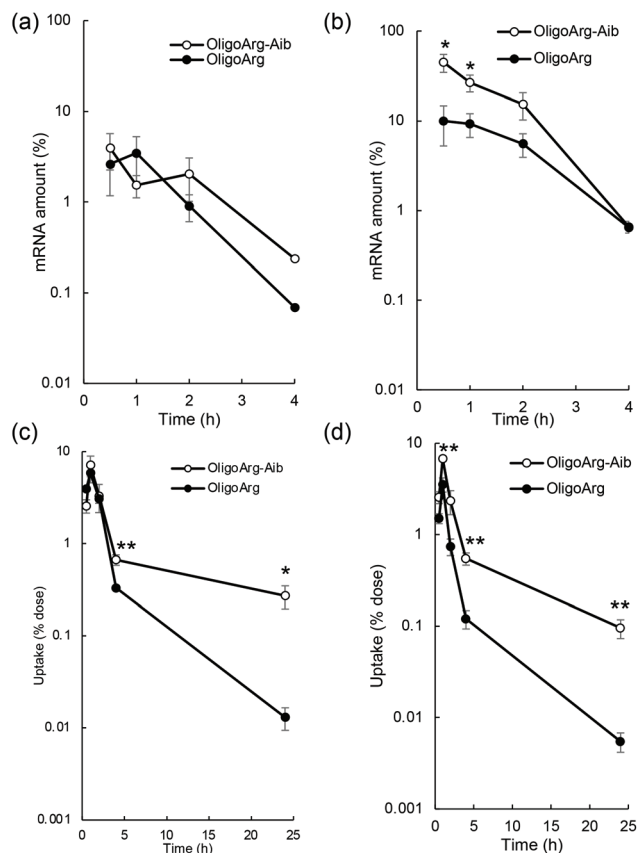 (a)
OligoArg-Aib
OligoArg
mRNA amount (%)
100
10
1
0.1
0.01
0 1 2 3 4
Time (h)
(b)
OligoArg-Aib
OligoArg
* *
mRNA amount (%)
100
10
1
0.1
0.01
0 1 2 3 4
Time (h)
(c)
OligoArg-Aib
OligoArg
** *
Uptake (% dose)
10
1
0.1
0.01
0.001
0 5 10 15 20 25
Time (h)
(d)
OligoArg-Aib
OligoArg
** ** **
Uptake (% dose)
10
1
0.1
0.01
0.001
0 5 10 15 20 25
Time (h)